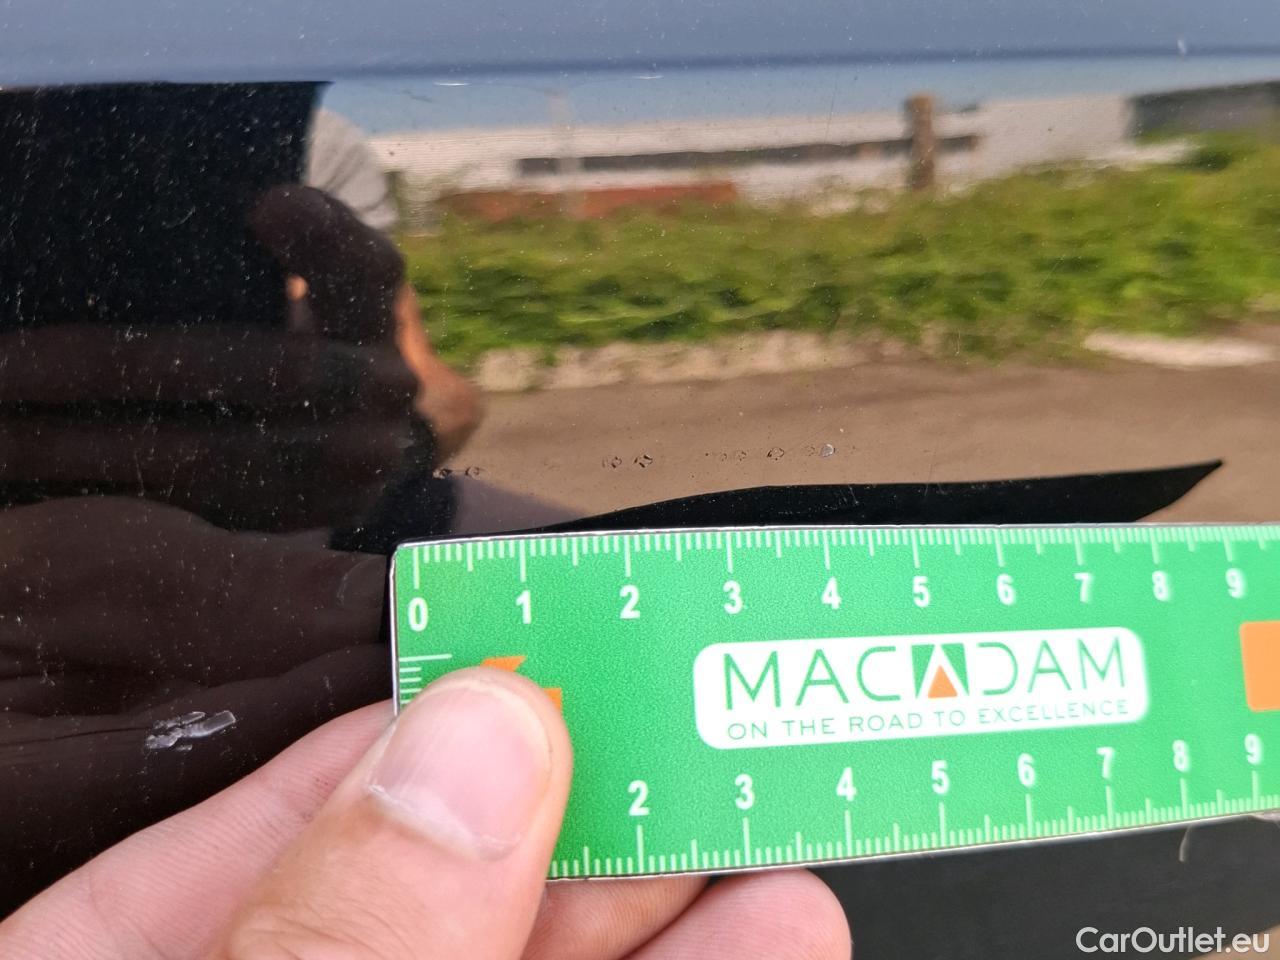 0 1 2 3 4 5 6 7 8 9
MACADAM
ON THE ROAD TO EXCELLENCE
2 3 4 5 6 7 8 9
CarOutlet.eu